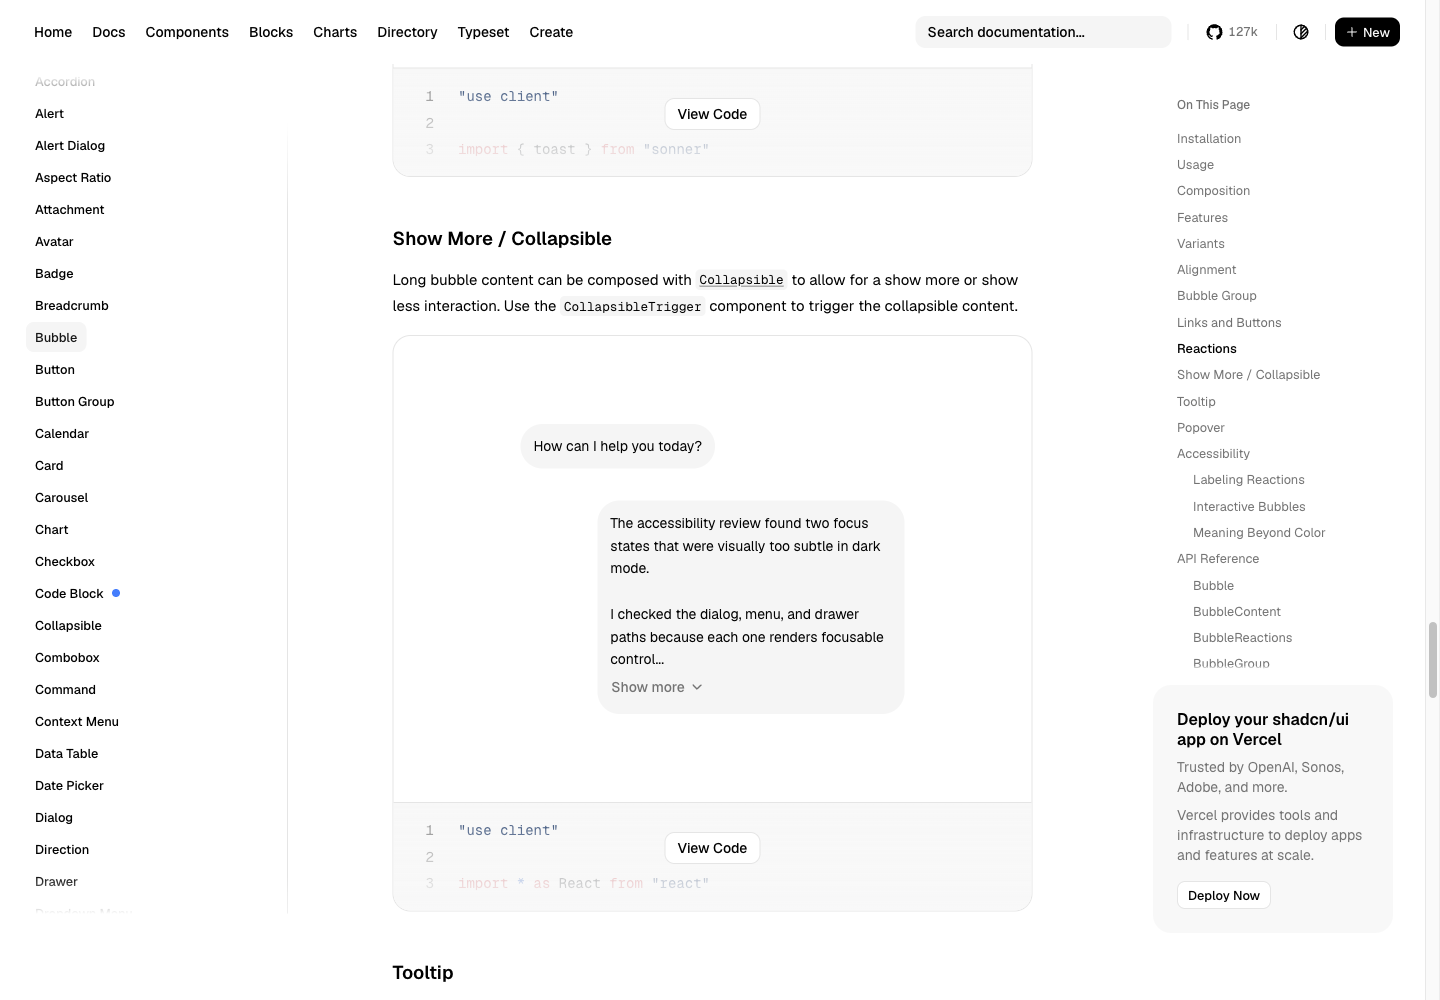 Home
Docs
Components
Blocks
Charts
Directory
Typeset
Create
Search documentation...
127k
New
Accordion
Alert
Alert Dialog
Aspect Ratio
Attachment
Avatar
Badge
Breadcrumb
Bubble
Button
Button Group
Calendar
Card
Carousel
Chart
Checkbox
Code Block
Collapsible
Combobox
Command
Context Menu
Data Table
Date Picker
Dialog
Direction
Drawer
Dropdown Menu
1 "use client"
2
3 import { toast } from "sonner"
View Code
Show More / Collapsible
Long bubble content can be composed with Collapsible to allow for a show more or show
less interaction. Use the CollapsibleTrigger component to trigger the collapsible content.
How can I help you today?
The accessibility review found two focus
states that were visually too subtle in dark
mode.
I checked the dialog, menu, and drawer
paths because each one renders focusable
control...
Show more
1 "use client"
2
3 import * as React from "react"
View Code
Tooltip
On This Page
Installation
Usage
Composition
Features
Variants
Alignment
Bubble Group
Links and Buttons
Reactions
Show More / Collapsible
Tooltip
Popover
Accessibility
Labeling Reactions
Interactive Bubbles
Meaning Beyond Color
API Reference
Bubble
BubbleContent
BubbleReactions
BubbleGroup
Deploy your shadcn/ui
app on Vercel
Trusted by OpenAI, Sonos,
Adobe, and more.
Vercel provides tools and
infrastructure to deploy apps
and features at scale.
Deploy Now